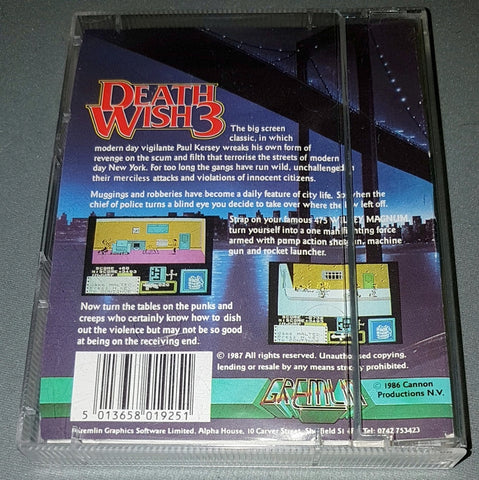 DEATH
WISH 3
The big screen
classic, in which
modern day vigilante Paul Kersey wreaks his own form of
revenge on the scum and filth that terrorise the streets of modern
day New York. For too long the gangs have run wild, unchallenged in
their merciless attacks and violations of innocent citizens.
Muggings and robberies have become a daily feature of city life. So when the
chief of police turns a blind eye you decide to take over where the law left off.
Strap on your famous 475 WILDEY MAGNUM,
turn yourself into a one man fighting force
armed with pump action shotgun, machine
gun and rocket launcher.
Now turn the tables on the punks and
creeps who certainly know how to dish
out the violence but may not be so good
at being on the receiving end.
© 1987 All rights reserved. Unauthorised copying,
lending or resale by any means strictly prohibited.
GREMLIN
© 1986 Cannon
Productions N.V.
5 013658 019251
Gremlin Graphics Software Limited, Alpha House, 10 Carver Street, Sheffield S1 4F Tel: 0742 753423